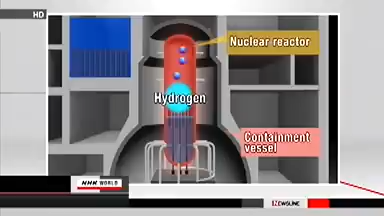 HD
Nuclear reactor
Hydrogen
Containment
vessel
NHK WORLD
NEWSLINE